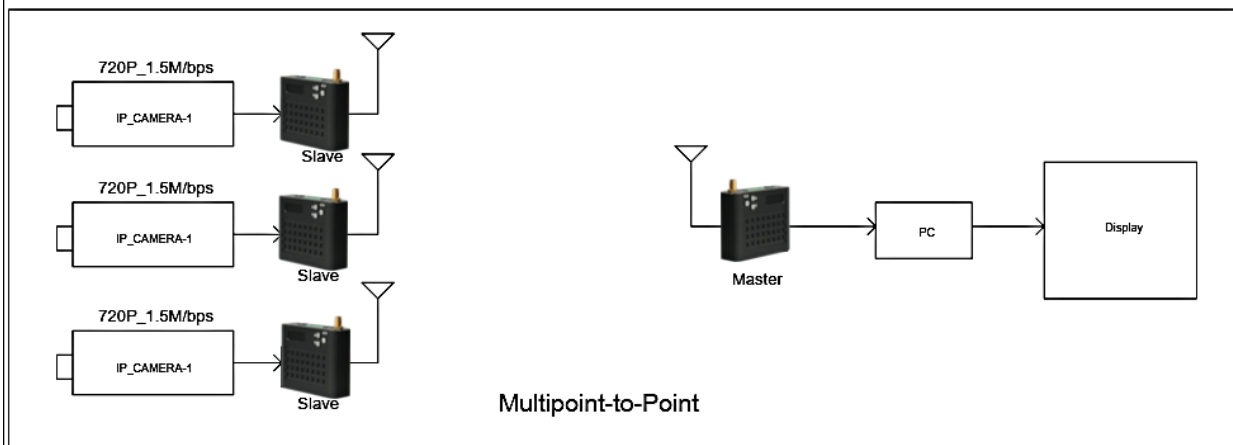 720P_1.5M/bps
IP_CAMERA-1
Slave
720P_1.5M/bps
IP_CAMERA-1
Slave
720P_1.5M/bps
IP_CAMERA-1
Slave
Master
PC
Display
Multipoint-to-Point